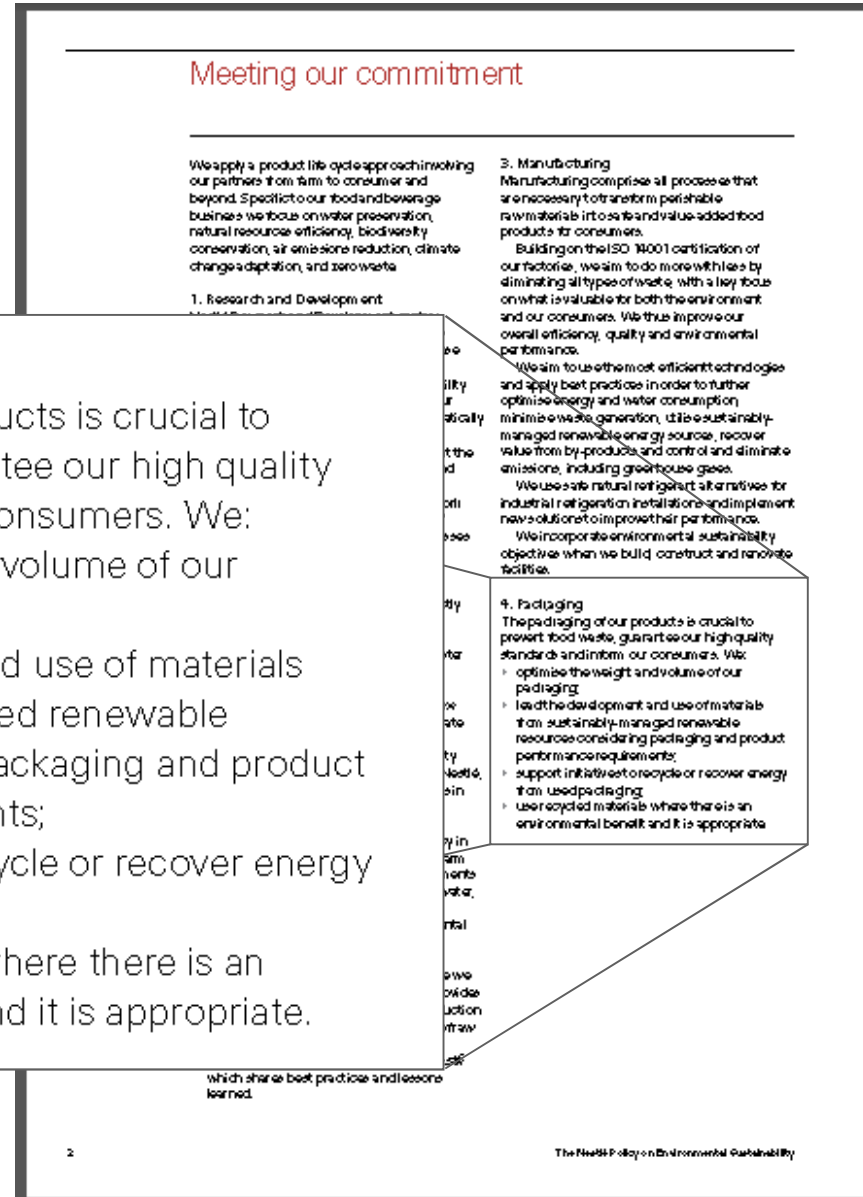 Meeting our commitment
We apply a product life cycle approach involving
our partners from farm to consumer and
beyond. Specific to our food and beverage
business we focus on water preservation,
natural resources efficiency, biodiversity
conservation, air emissions reduction, climate
change adaptation, and zero waste
1. Research and Development
ucts is crucial to
tee our high quality
onsumers. We:
volume of our
d use of materials
ed renewable
ackaging and product
nts;
ycle or recover energy
here there is an
nd it is appropriate.
which shares best practices and lessons
learned.
3. Manufacturing
Manufacturing comprises all processes that
are necessary to transform perishable
raw materials into safe and value-added food
products for consumers.
Building on the ISO 14001 certification of
our factories, we aim to do more with less by
eliminating all types of waste, with a key focus
on what is valuable for both the environment
and our consumers. We thus improve our
overall efficiency, quality and environmental
performance.
We aim to use the most efficient technologies
and apply best practices in order to further
optimise energy and water consumption,
minimise waste generation, utilise sustainably-
managed renewable energy sources, recover
value from by-products and control and eliminate
emissions, including greenhouse gases.
We use safe natural refrigerant alternatives for
industrial refrigeration installations and implement
new solutions to improve their performance.
We incorporate environmental sustainability
objectives when we build, construct and renovate
facilities.
4. Packaging
The packaging of our products is crucial to
prevent food waste, guarantee our high quality
standards and inform our consumers. We:
optimise the weight and volume of our
packaging;
lead the development and use of materials
from sustainably-managed renewable
resources considering packaging and product
performance requirements;
support initiatives to recycle or recover energy
from used packaging;
use recycled materials where there is an
environmental benefit and it is appropriate
2
The Nestlé Policy on Environmental Sustainability